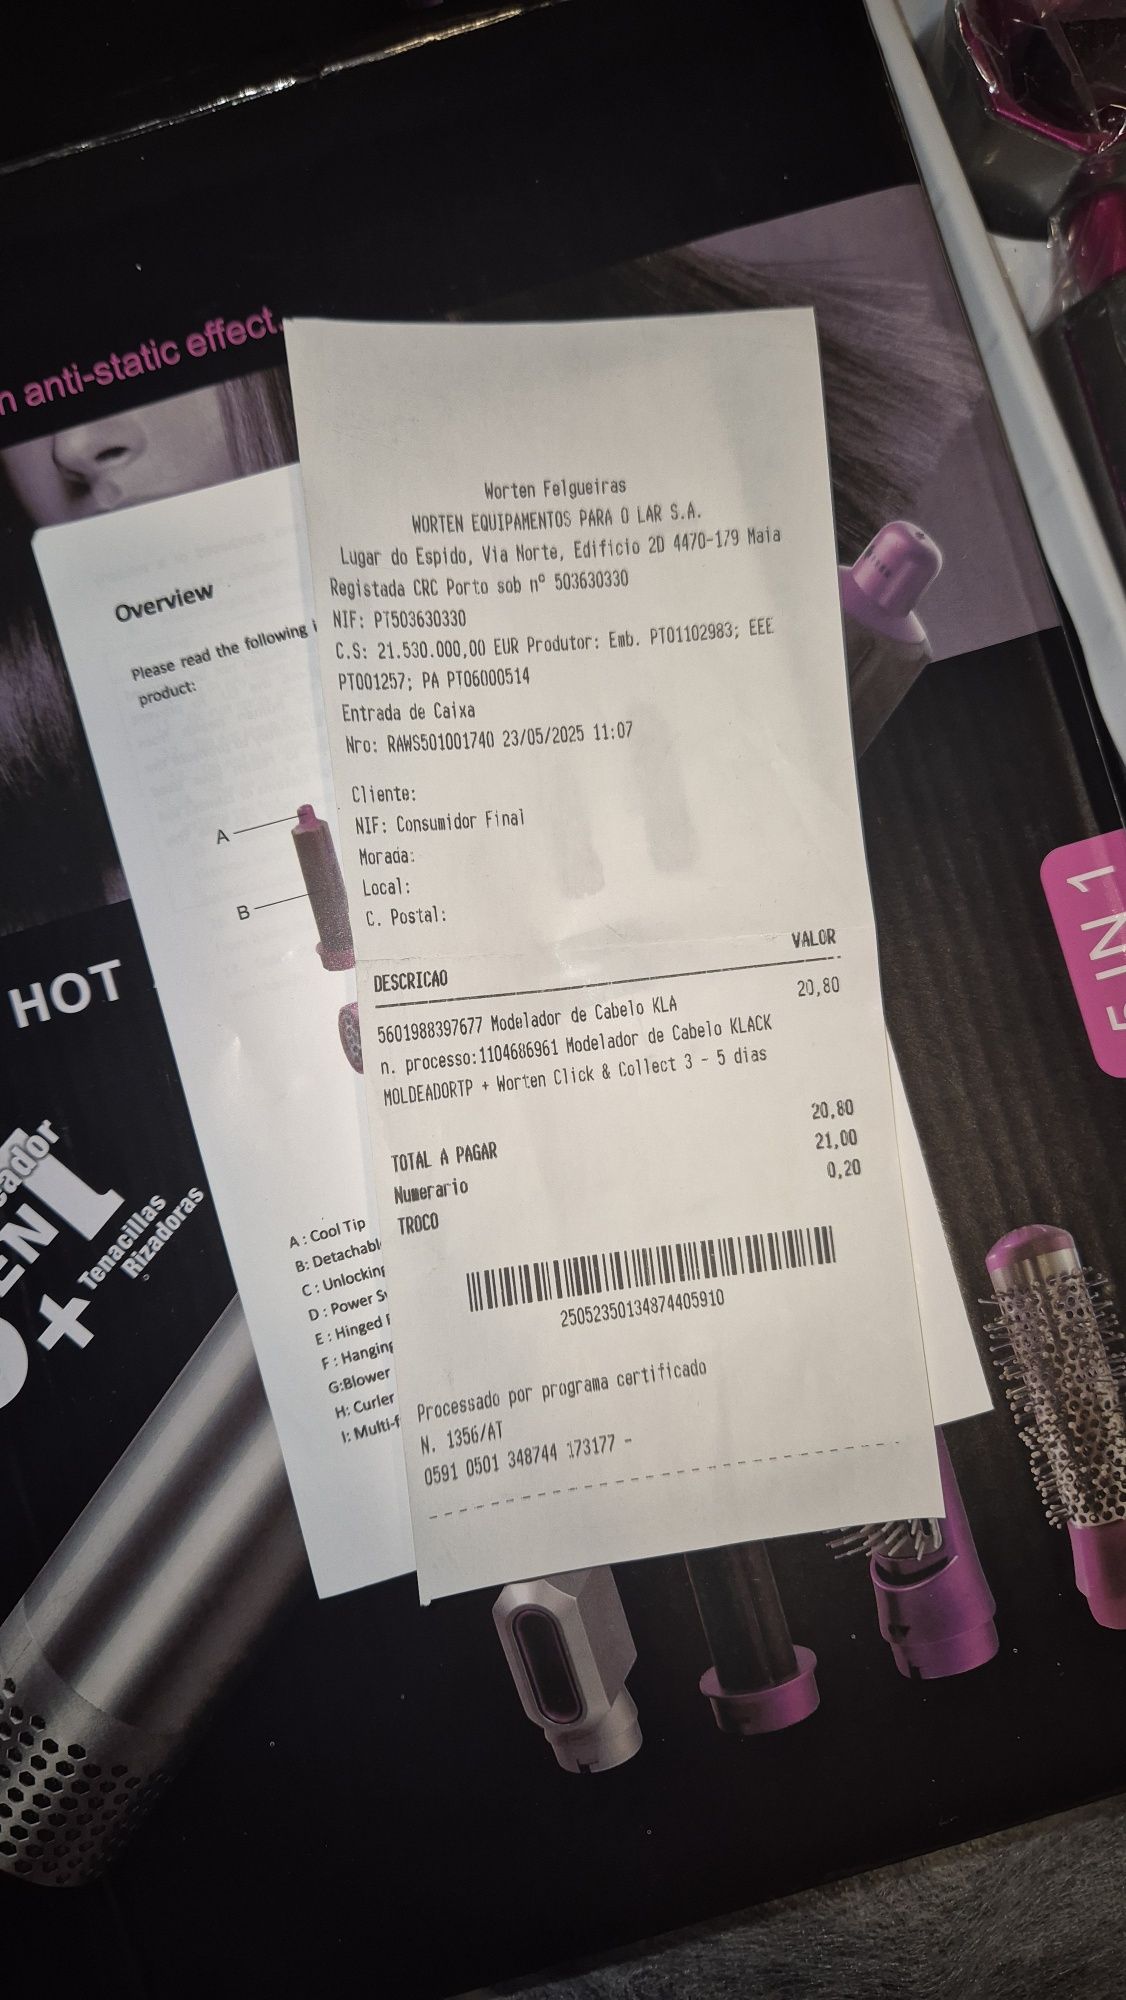 n anti-static effect.
Worten Felgueiras
WORTEN EQUIPAMENTOS PARA O LAR S.A.
Lugar do Espido, Via Norte, Edificio 2D 4470-179 Maia
Registada CRC Porto sob nº 503630330
NIF: PT503630330
C.S: 21.530.000,00 EUR Produtor: Emb. PT01102983; EEE
PT001257; PA PT06000514
Entrada de Caixa
Nro: RAWS501001740 23/05/2025 11:07
Cliente:
NIF: Consumidor Final
Morada:
Local:
C. Postal:
DESCRICAO VALOR
5601988397677 Modelador de Cabelo KLA 20,80
n. processo:1104686961 Modelador de Cabelo KLACK
MOLDEADORTP + Worten Click & Collect 3 - 5 dias
TOTAL A PAGAR 20,80
Numerario 21,00
TROCO 0,20
25052350134874405910
Processado por programa certificado
N. 1356/AT
0591 0501 348744 173177 -
Overview
Please read the following i
product:
A
B
A : Cool Tip
B: Detachabl
C : Unlocking
D : Power S
E : Hinged
F : Hanging
G:Blower
H: Curler
I: Multi-f
HOT
EN 1
+ Tenacillas
Rizadoras
5 IN 1